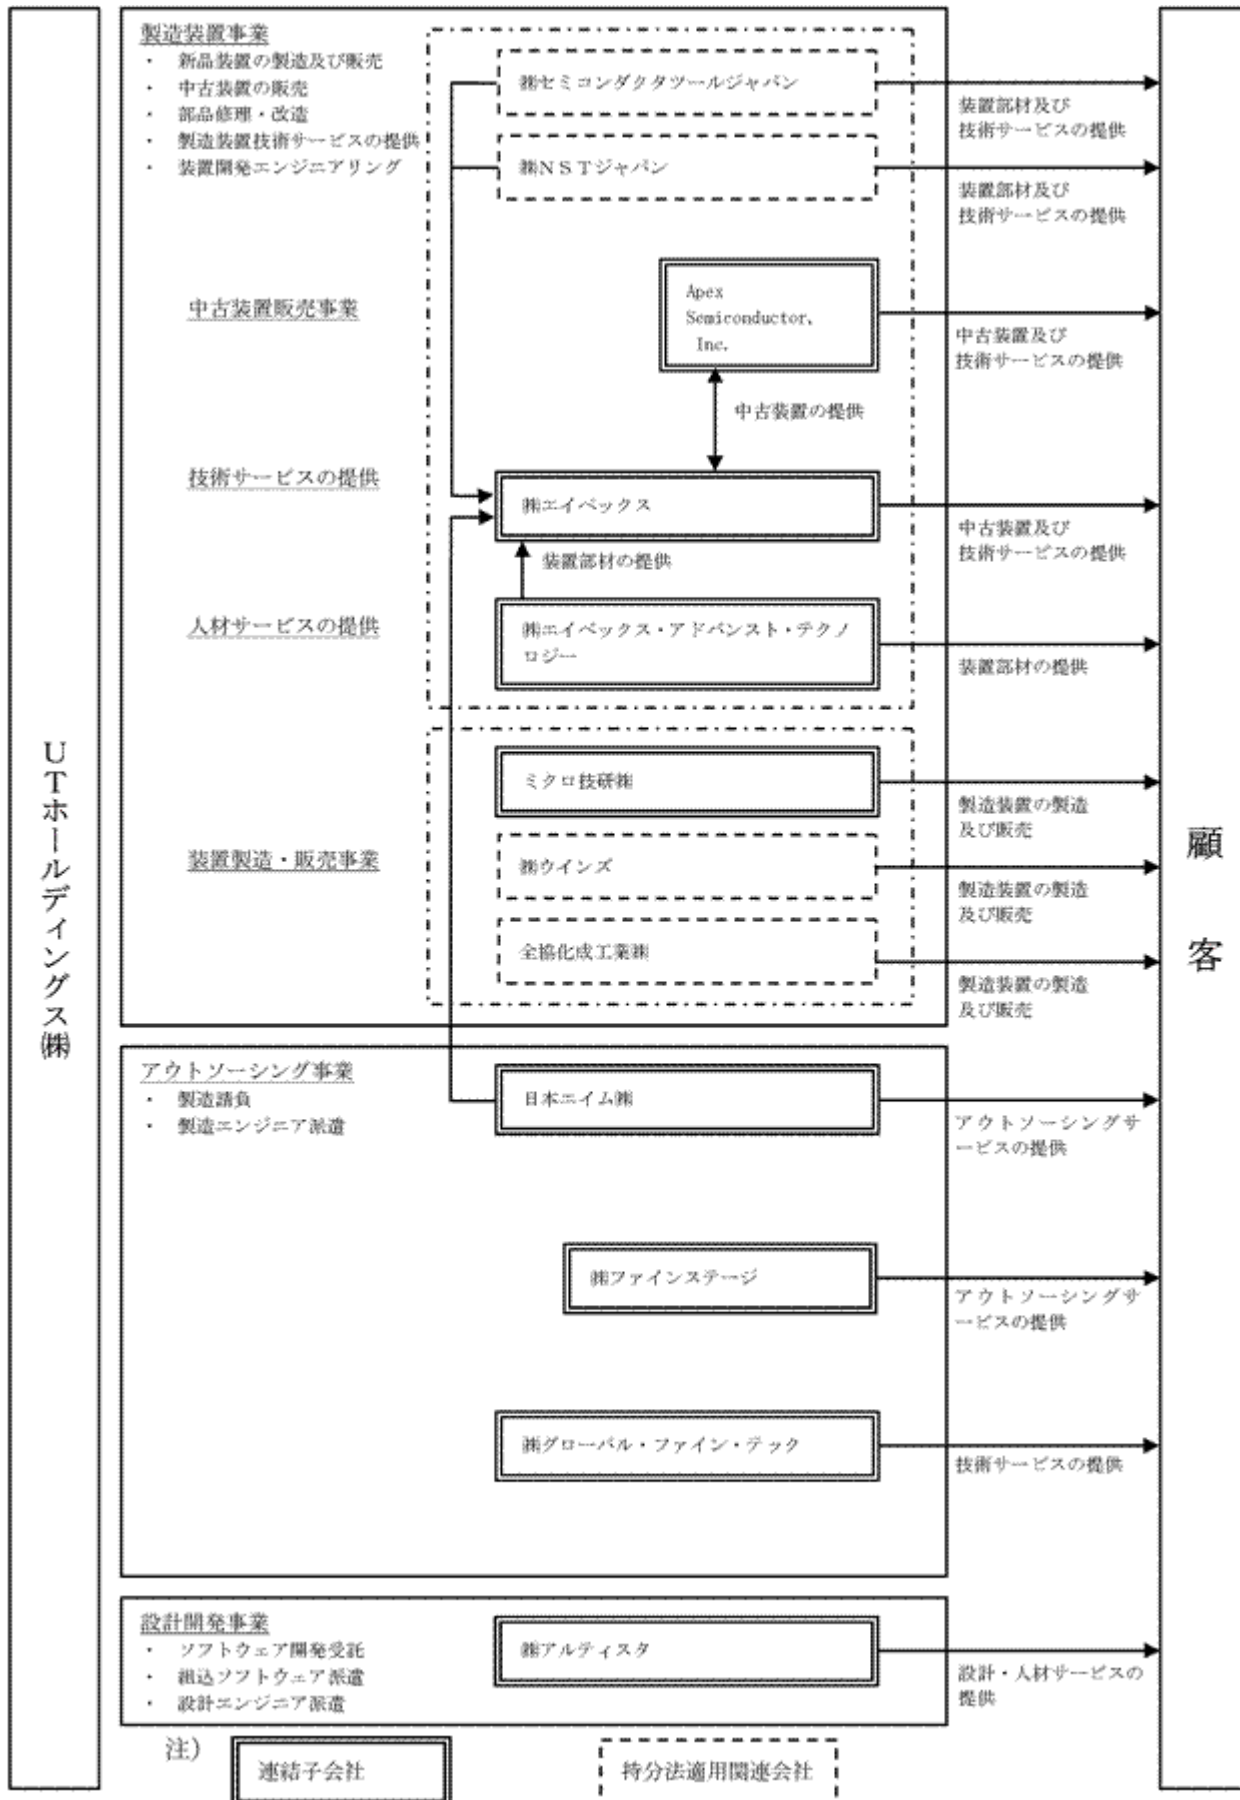 UTホールディングス㈱
製造装置事業
・ 新品装置の製造及び販売
・ 中古装置の販売
・ 部品修理・改造
・ 製造装置技術サービスの提供
・ 装置開発エンジニアリング
㈱セミコンダクタツールジャパン
装置部材及び
技術サービスの提供
㈱NSTジャパン
装置部材及び
技術サービスの提供
中古装置販売事業
Apex
Semiconductor,
Inc.
中古装置及び
技術サービスの提供
中古装置の提供
技術サービスの提供
㈱エイペックス
中古装置及び
技術サービスの提供
装置部材の提供
人材サービスの提供
㈱エイペックス・アドバンスト・テクノ
ロジー
装置部材の提供
ミクロ技研㈱
製造装置の製造
及び販売
装置製造・販売事業
㈱ウインズ
製造装置の製造
及び販売
全協化成工業㈱
製造装置の製造
及び販売
アウトソーシング事業
・ 製造請負
・ 製造エンジニア派遣
日本エイム㈱
アウトソーシングサ
ービスの提供
㈱ファインステージ
アウトソーシングサ
ービスの提供
㈱グローバル・ファイン・テック
技術サービスの提供
設計開発事業
・ ソフトウェア開発受託
・ 組込ソフトウェア派遣
・ 設計エンジニア派遣
㈱アルティスタ
設計・人材サービスの
提供
顧客
注)
連結子会社
持分法適用関連会社